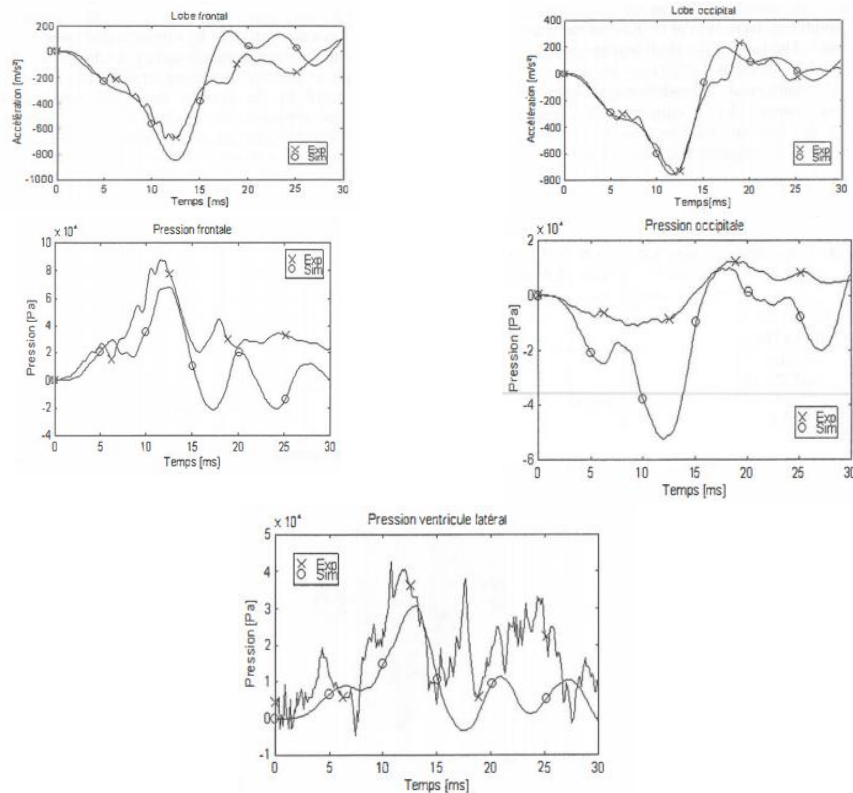 Lobe frontal
Accélération [m/s²]
200
0
-200
-400
-600
-800
-1000
0 5 10 15 20 25 30
Temps [ms]
Exp
Sim
Lobe occipital
Accélération [m/s²]
400
200
0
-200
-400
-600
-800
0 5 10 15 20 25 30
Temps[ms]
Exp
Sim
Pression frontale
x 10⁴
Pression [Pa]
10
8
6
4
2
0
-2
-4
0 5 10 15 20 25 30
Temps [ms]
Exp
Sim
Pression occipitale
x 10⁴
Pression [Pa]
2
0
-2
-4
-6
0 5 10 15 20 25 30
Temps [ms]
Exp
Sim
Pression ventricule latéral
x 10⁴
Pression [Pa]
5
4
3
2
1
0
-1
0 5 10 15 20 25 30
Temps [ms]
Exp
Sim